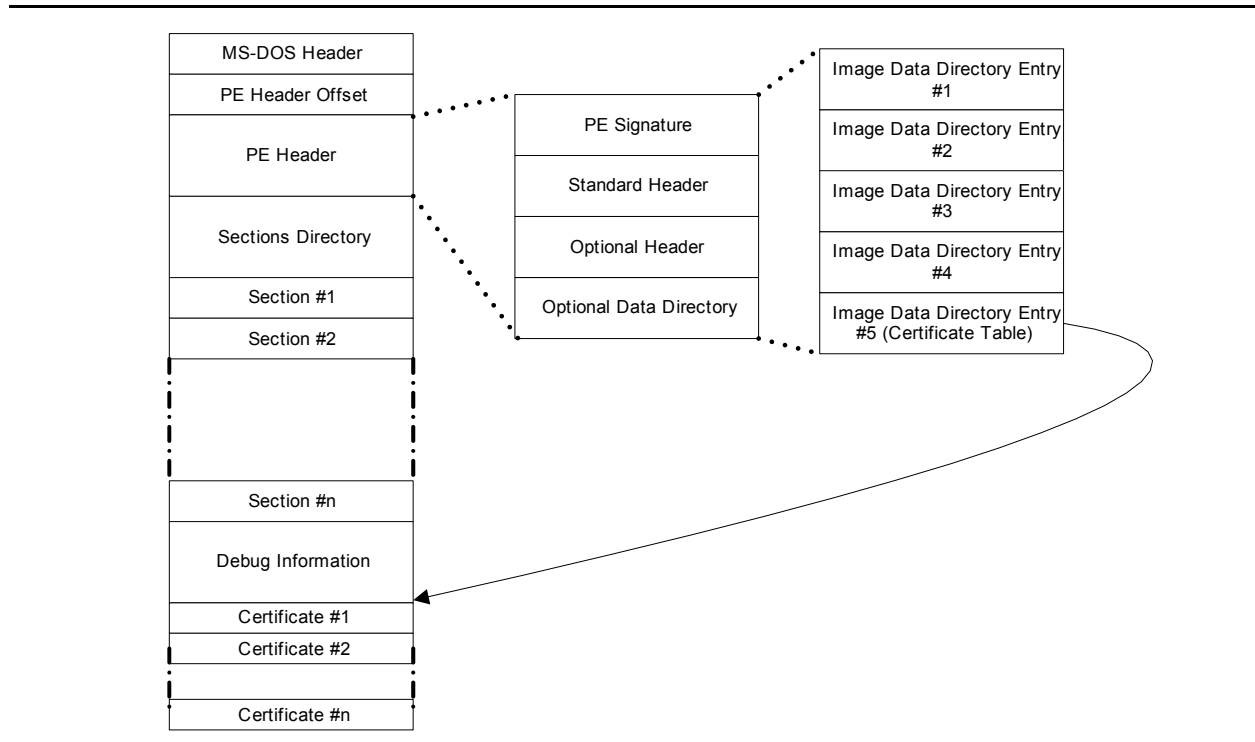 MS-DOS Header
PE Header Offset
PE Header
Sections Directory
Section #1
Section #2
Section #n
Debug Information
Certificate #1
Certificate #2
Certificate #n
PE Signature
Standard Header
Optional Header
Optional Data Directory
Image Data Directory Entry
#1
Image Data Directory Entry
#2
Image Data Directory Entry
#3
Image Data Directory Entry
#4
Image Data Directory Entry
#5 (Certificate Table)